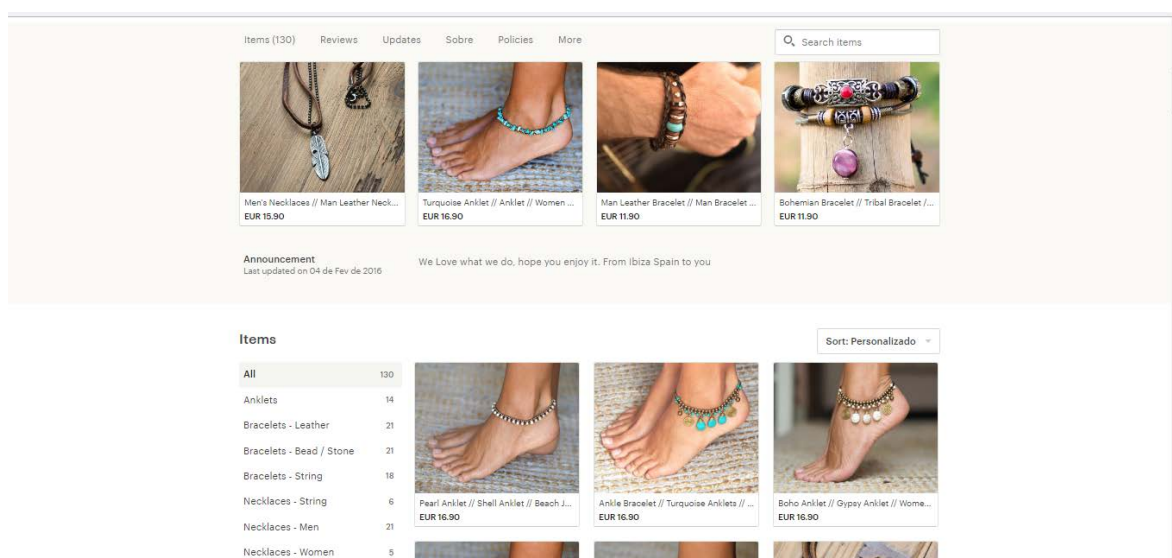 Items (130) Reviews Updates Sobre Policies More
Search items
Men's Necklaces // Man Leather Neck...
EUR 15.90
Turquoise Anklet // Anklet // Women ...
EUR 16.90
Man Leather Bracelet // Man Bracelet ...
EUR 11.90
Bohemian Bracelet // Tribal Bracelet /...
EUR 11.90
Announcement
Last updated on 04 de Fev de 2016
We Love what we do, hope you enjoy it. From Ibiza Spain to you
Items
Sort: Personalizado
All 130
Anklets 14
Bracelets - Leather 21
Bracelets - Bead / Stone 21
Bracelets - String 18
Necklaces - String 6
Necklaces - Men 21
Necklaces - Women 5
Pearl Anklet // Shell Anklet // Beach J...
EUR 16.90
Ankle Bracelet // Turquoise Anklets // ...
EUR 16.90
Boho Anklet // Gypsy Anklet // Wome...
EUR 16.90